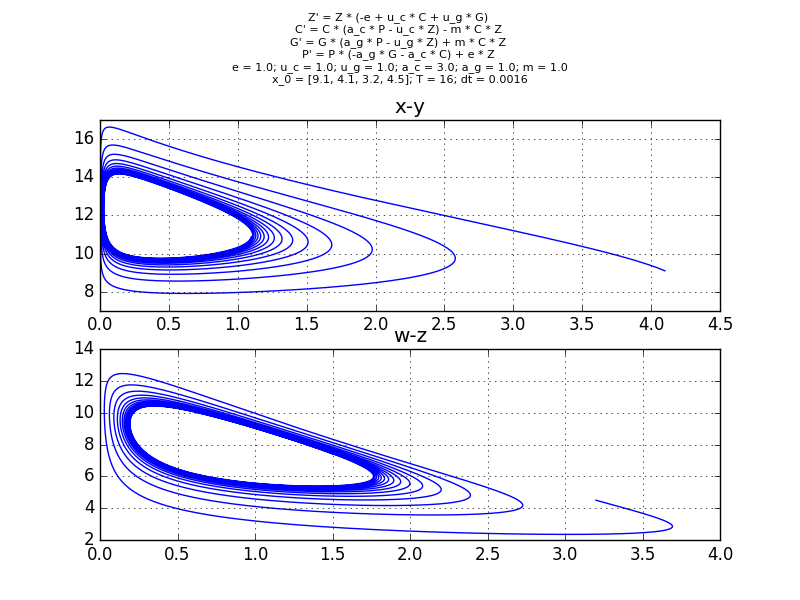 Z' = Z * (-e + u_c * C + u_g * G)
C' = C * (a_c * P - u_c * Z) - m * C * Z
G' = G * (a_g * P - u_g * Z) + m * C * Z
P' = P * (-a_g * G - a_c * C) + e * Z
e = 1.0; u_c = 1.0; u_g = 1.0; a_c = 3.0; a_g = 1.0; m = 1.0
x_0 = [9.1, 4.1, 3.2, 4.5]; T = 16; dt = 0.0016
x-y
16
14
12
10
8
0.0 0.5 1.0 1.5 2.0 2.5 3.0 3.5 4.0 4.5
w-z
14
12
10
8
6
4
2
0.0 0.5 1.0 1.5 2.0 2.5 3.0 3.5 4.0